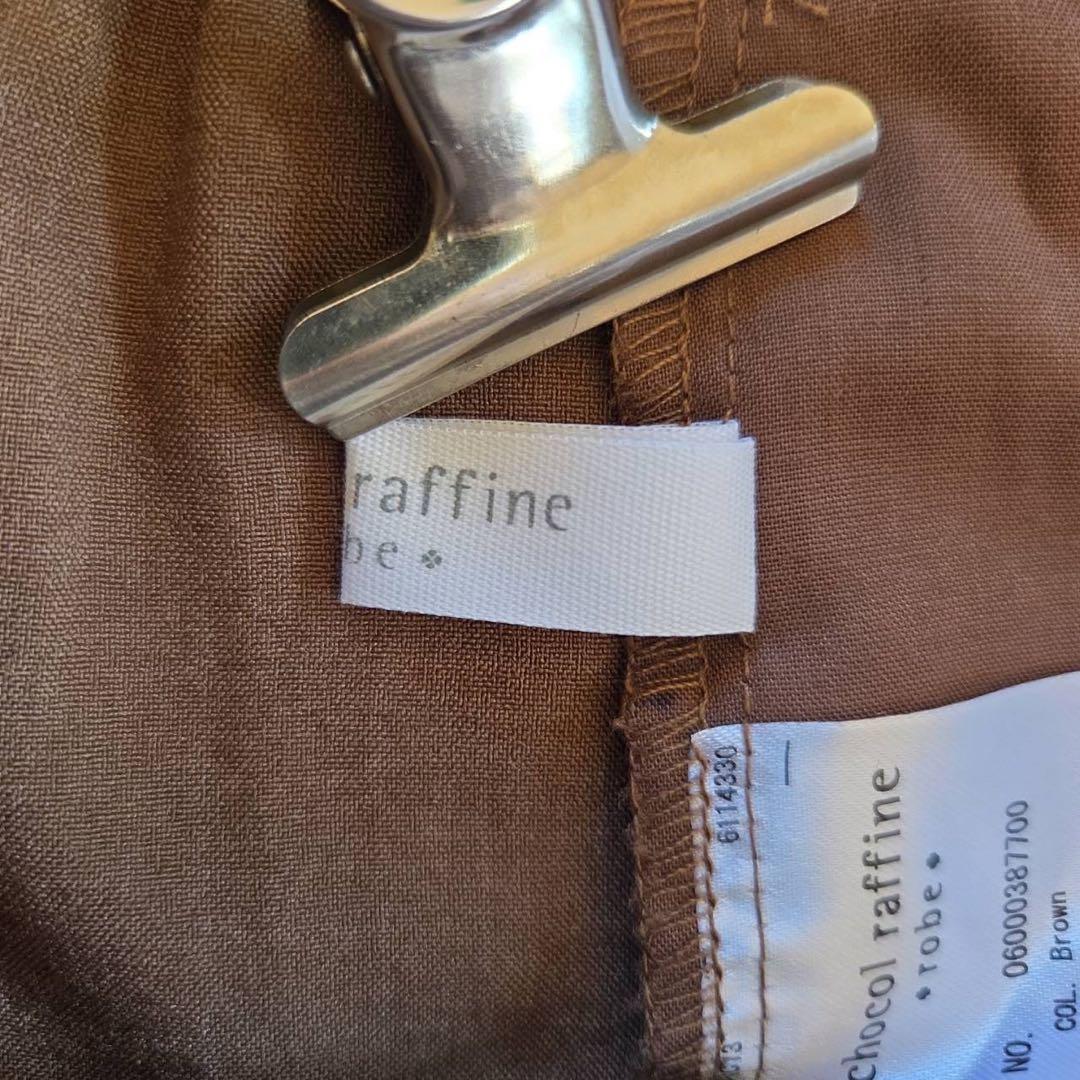 raffine
be
6114330
chocol raffine
•robe•
NO. 06000387700
COL. Brown